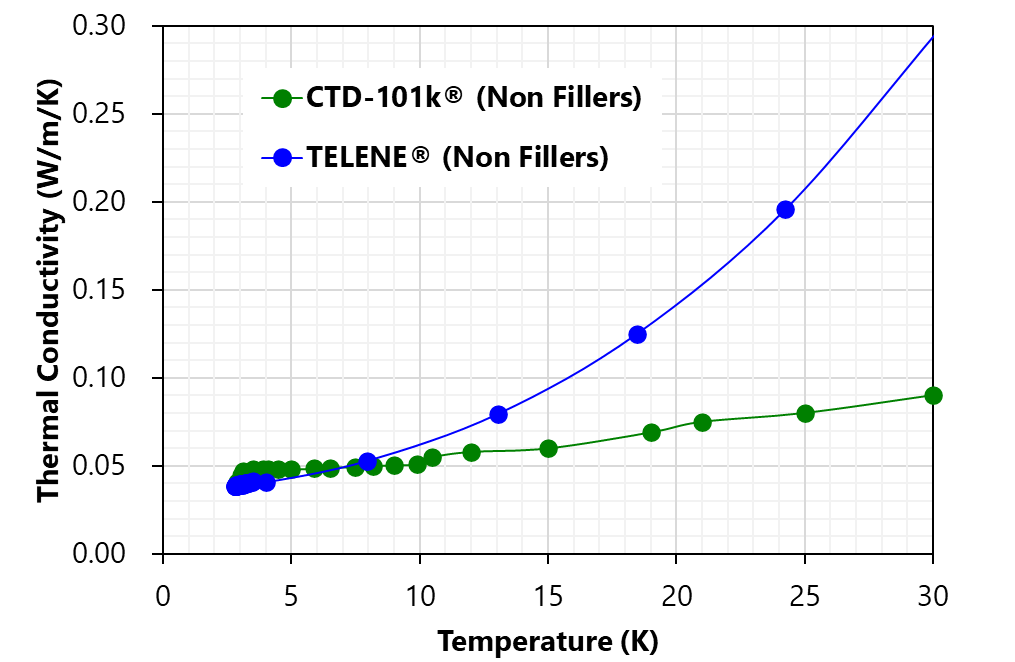 0.30
0.25
0.20
0.15
0.10
0.05
0.00
Thermal Conductivity (W/m/K)
CTD-101k® (Non Fillers)
TELENE® (Non Fillers)
0 5 10 15 20 25 30
Temperature (K)